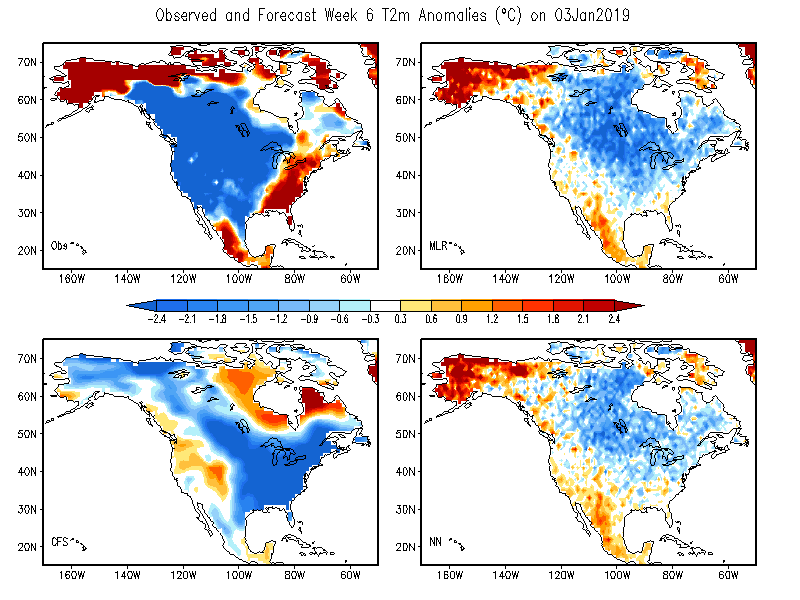 Observed and Forecast Week 6 T2m Anomalies (°C) on 03Jan2019
70N 70N
60N 60N
50N 50N
40N 40N
30N 30N
20N 20N
Obs MLR
160W 140W 120W 100W 80W 60W 160W 140W 120W 100W 80W 60W
-2.4 -2.1 -1.8 -1.5 -1.2 -0.9 -0.6 -0.3 0.3 0.6 0.9 1.2 1.5 1.8 2.1 2.4
70N 70N
60N 60N
50N 50N
40N 40N
30N 30N
20N 20N
CFS NN
160W 140W 120W 100W 80W 60W 160W 140W 120W 100W 80W 60W